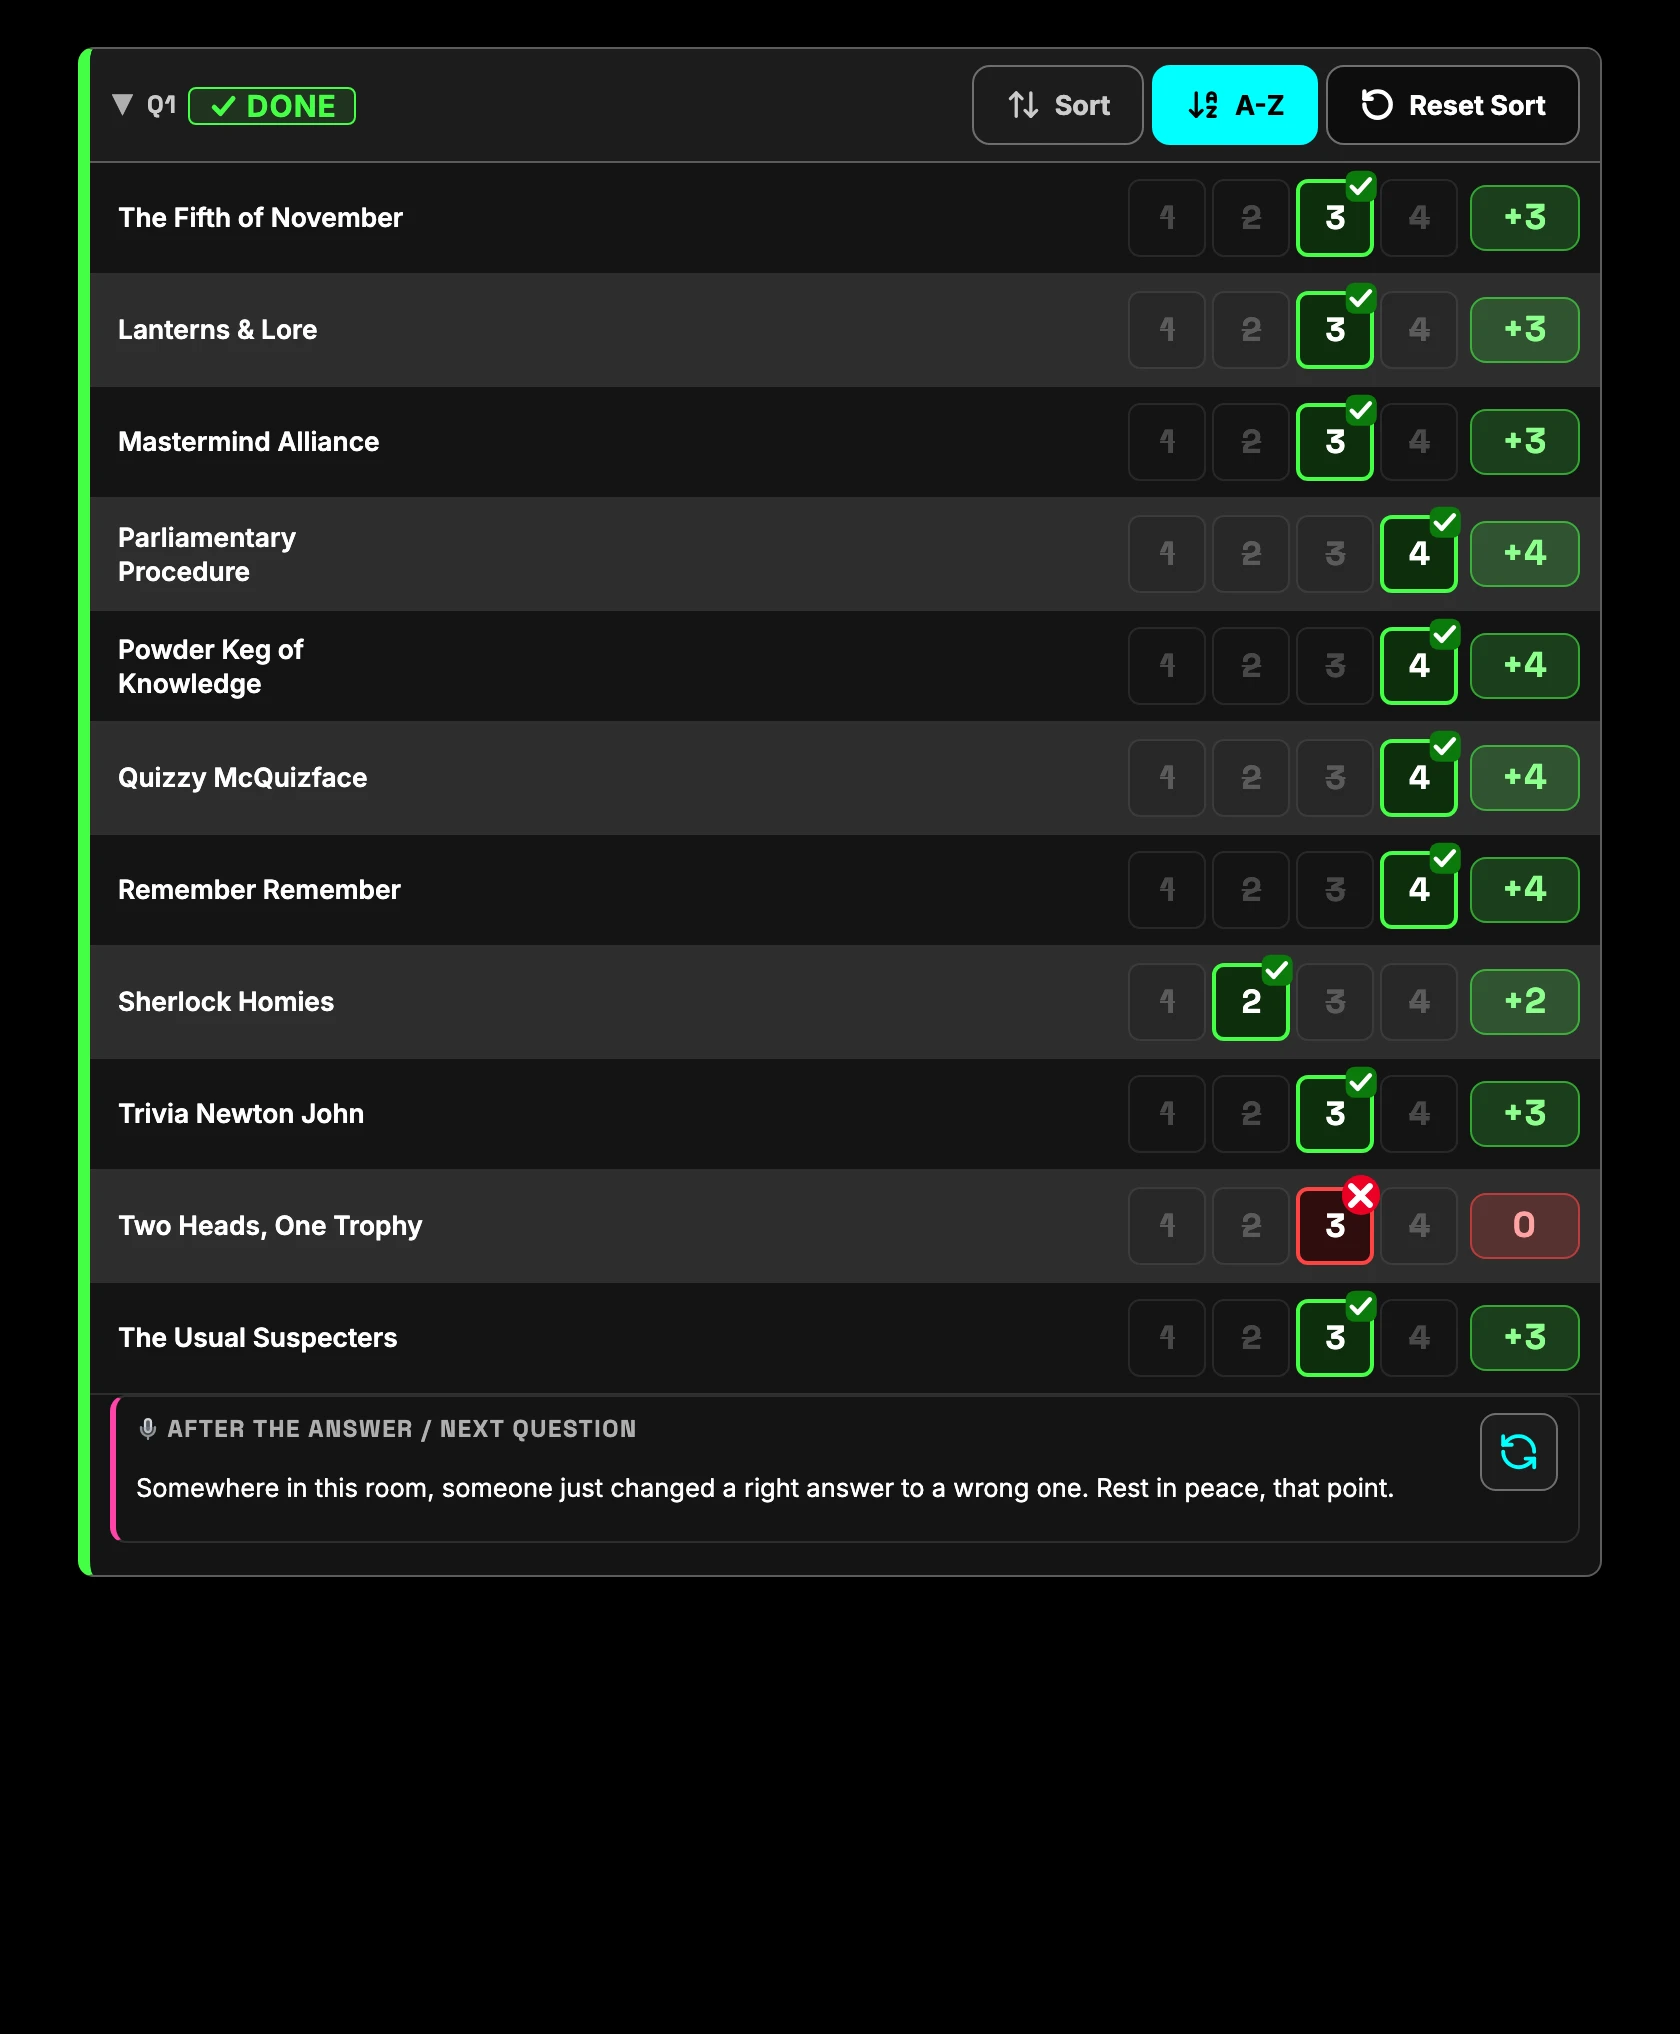 Q1 DONE Sort A-Z Reset Sort
The Fifth of November 1 2 3 4 +3
Lanterns & Lore 1 2 3 4 +3
Mastermind Alliance 1 2 3 4 +3
Parliamentary
Procedure 1 2 3 4 +4
Powder Keg of
Knowledge 1 2 3 4 +4
Quizzy McQuizface 1 2 3 4 +4
Remember Remember 1 2 3 4 +4
Sherlock Homies 1 2 3 4 +2
Trivia Newton John 1 2 3 4 +3
Two Heads, One Trophy 1 2 3 4 0
The Usual Suspecters 1 2 3 4 +3
AFTER THE ANSWER / NEXT QUESTION
Somewhere in this room, someone just changed a right answer to a wrong one. Rest in peace, that point.